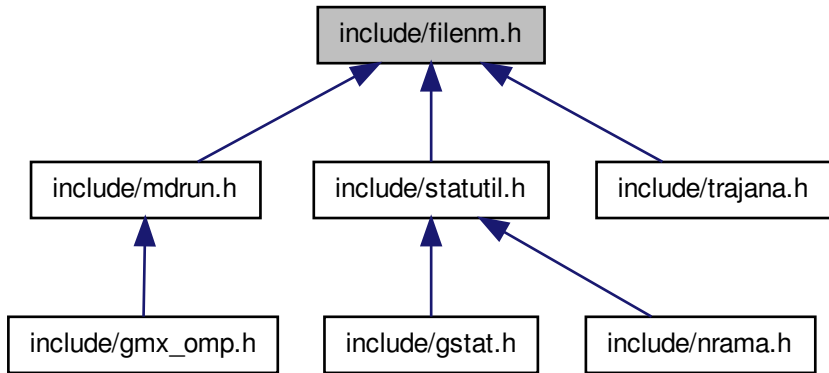 include/filenm.h
include/mdrun.h
include/statutil.h
include/trajana.h
include/gmx_omp.h
include/gstat.h
include/nrama.h